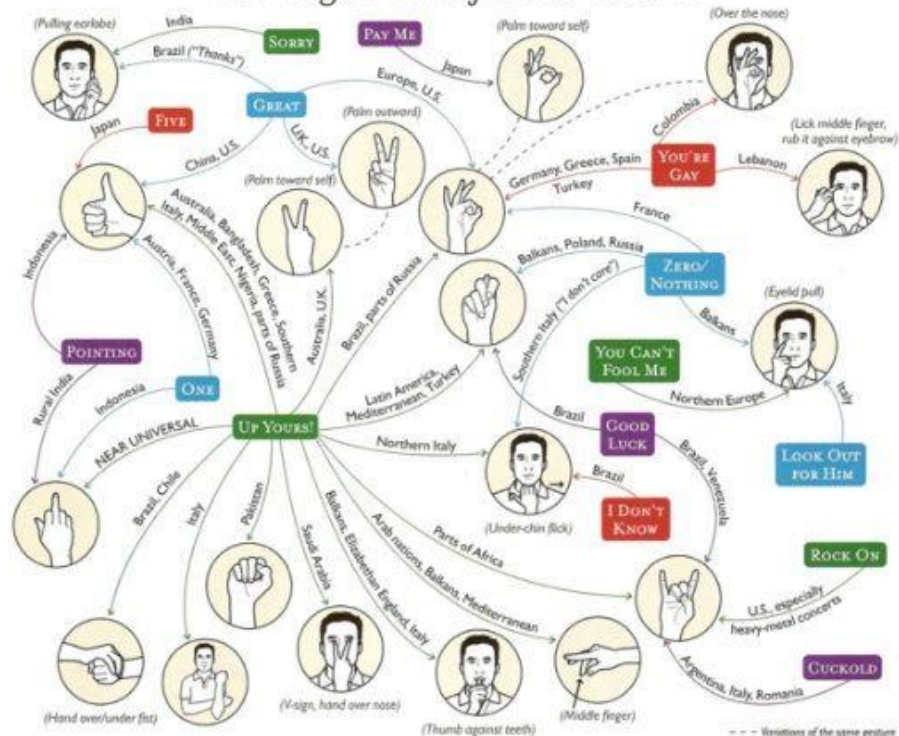 (Pulling earlobe)
India
SORRY
PAY ME
(Palm toward self)
(Over the nose)
Brazil ("Thanks")
Japan
Europe, U.S.
GREAT
(Palm outward)
Colombia
(Lick middle finger,
rub it against eyebrow)
FIVE
Japan
UK, US.
China, U.S.
YOU'RE
GAY
Lebanon
Germany, Greece, Spain
Turkey
(Palm toward self)
Australia, Bangladesh, Greece, Southern
Italy, Middle East, Nigeria, parts of Russia
France
Indonesia
Austria, France, Germany
Balkans, Poland, Russia
ZERO/
NOTHING
Southern Italy ("I don't care")
Brazil, parts of Russia
Australia, U.K.
Balkans
(Eyelid pull)
POINTING
YOU CAN'T
FOOL ME
Northern Europe
Italy
Rural India
Indonesia
ONE
Latin America,
Mediterranean, Turkey
NEAR UNIVERSAL
UP YOURS!
Brazil
GOOD
LUCK
Northern Italy
Brazil, Venezuela
LOOK OUT
FOR HIM
Brazil
I DON'T
KNOW
(Under-chin flick)
Brazil, Chile
Italy
Pakistan
Saudi Arabia
Balkans, Elizabethan England, Italy
Arab nations, Balkans, Mediterranean
Parts of Africa
ROCK ON
U.S., especially
heavy-metal concerts
CUCKOLD
Argentina, Italy, Romania
(Hand over/under fist)
(V-sign, hand over nose)
(Thumb against teeth)
(Middle finger)
Variations of the same gesture